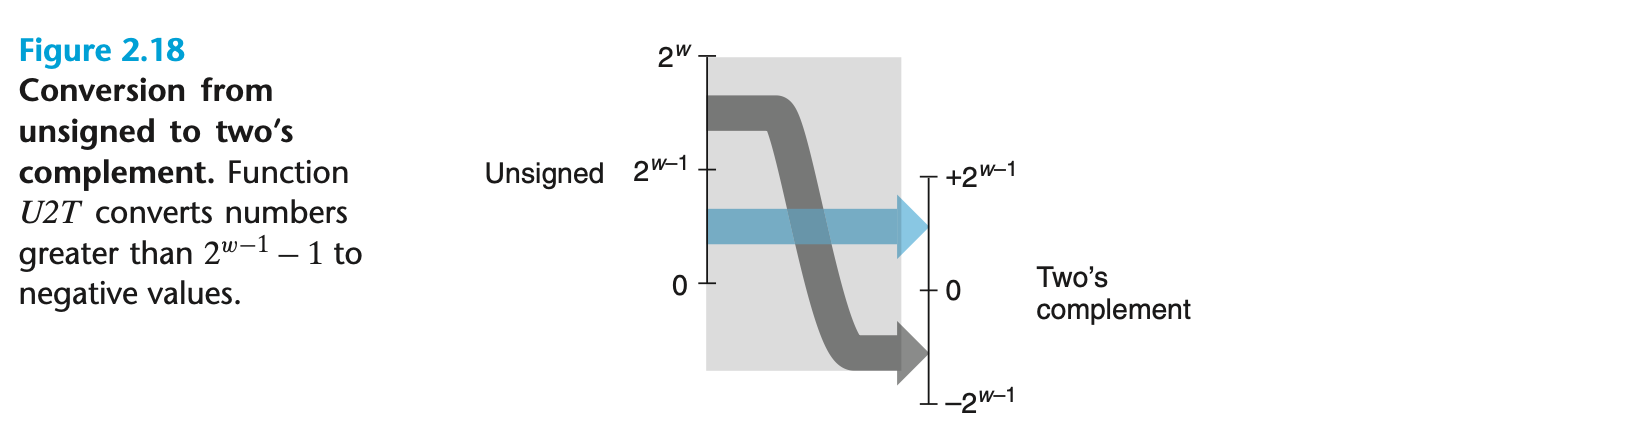 Figure 2.18
Conversion from
unsigned to two's
complement. Function
U2T converts numbers
greater than 2^{w–1} – 1 to
negative values.
2^w
Unsigned 2^{w–1}
0
+2^{w–1}
0
–2^{w–1}
Two's
complement